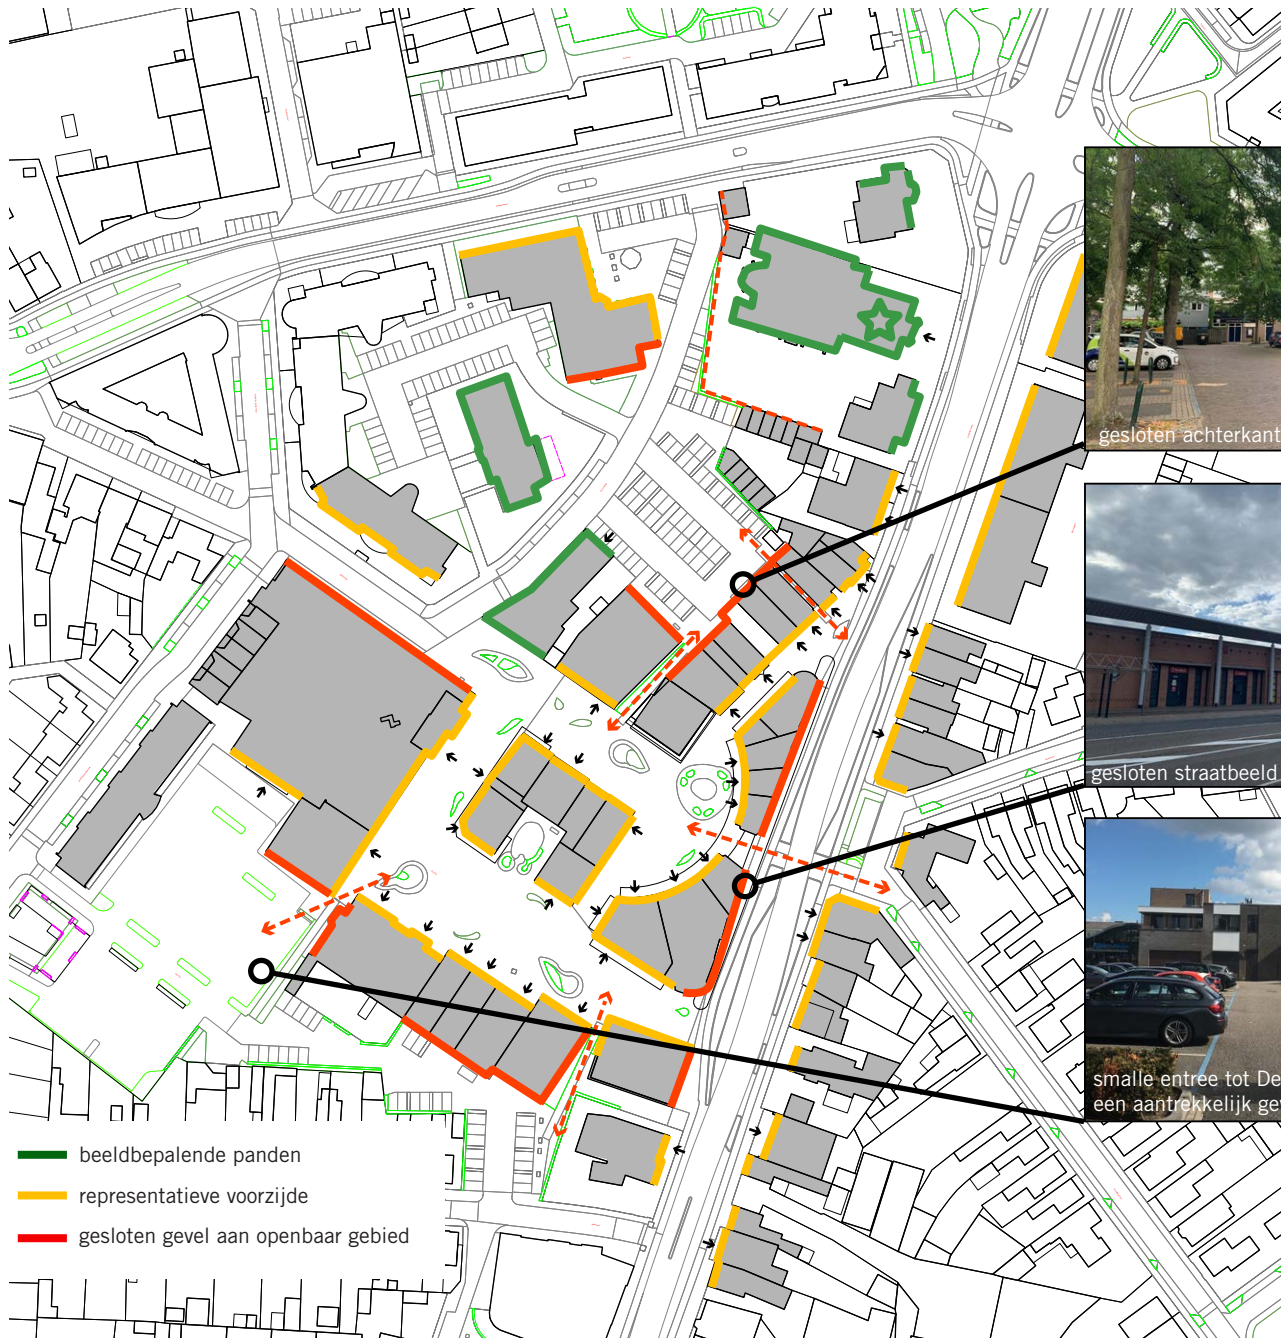 gesloten achterkant
gesloten straatbeeld
smalle entree tot De
een aantrekkelijk gev
beeldbepalende panden
representatieve voorzijde
gesloten gevel aan openbaar gebied